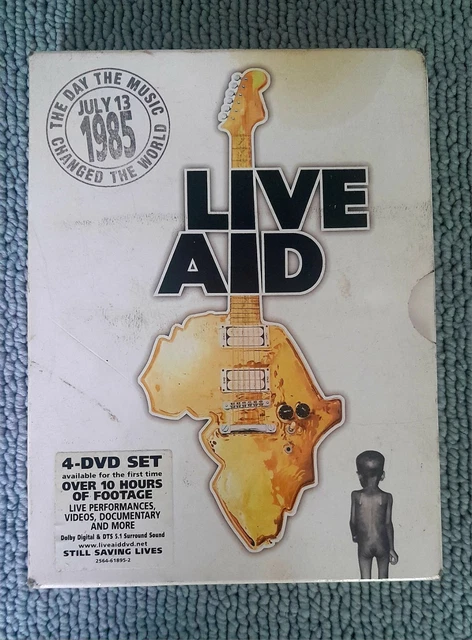 THE DAY THE MUSIC
JULY 13
1985
CHANGED THE WORLD
LIVE
AID
4-DVD SET
available for the first time
OVER 10 HOURS
OF FOOTAGE
LIVE PERFORMANCES,
VIDEOS, DOCUMENTARY
AND MORE
Dolby Digital & DTS 5.1 Surround Sound
www.liveaiddvd.net
STILL SAVING LIVES
2564-61895-2